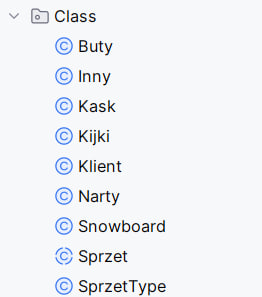 Class
Buty
Inny
Kask
Kijki
Klient
Narty
Snowboard
Sprzet
SprzetType